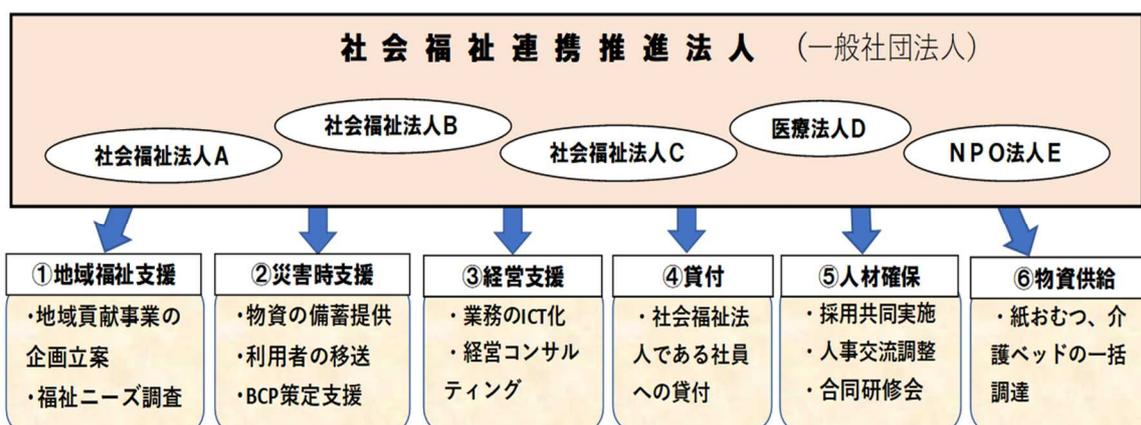 社会福祉連携推進法人 （一般社団法人）
社会福祉法人A
社会福祉法人B
社会福祉法人C
医療法人D
NPO法人E
①地域福祉支援
・地域貢献事業の
企画立案
・福祉ニーズ調査
②災害時支援
・物資の備蓄提供
・利用者の移送
・BCP策定支援
③経営支援
・業務のICT化
・経営コンサル
ティング
④貸付
・社会福祉法
人である社員
への貸付
⑤人材確保
・採用共同実施
・人事交流調整
・合同研修会
⑥物資供給
・紙おむつ、介
護ベッドの一括
調達